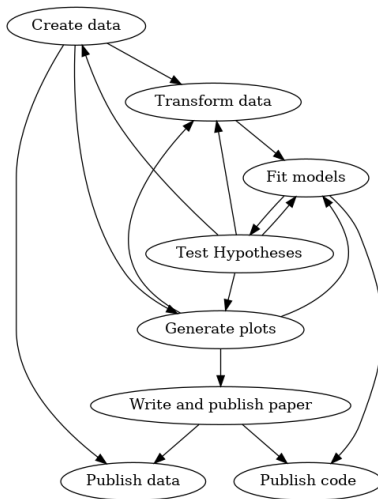 Create data
Transform data
Fit models
Test Hypotheses
Generate plots
Write and publish paper
Publish data
Publish code